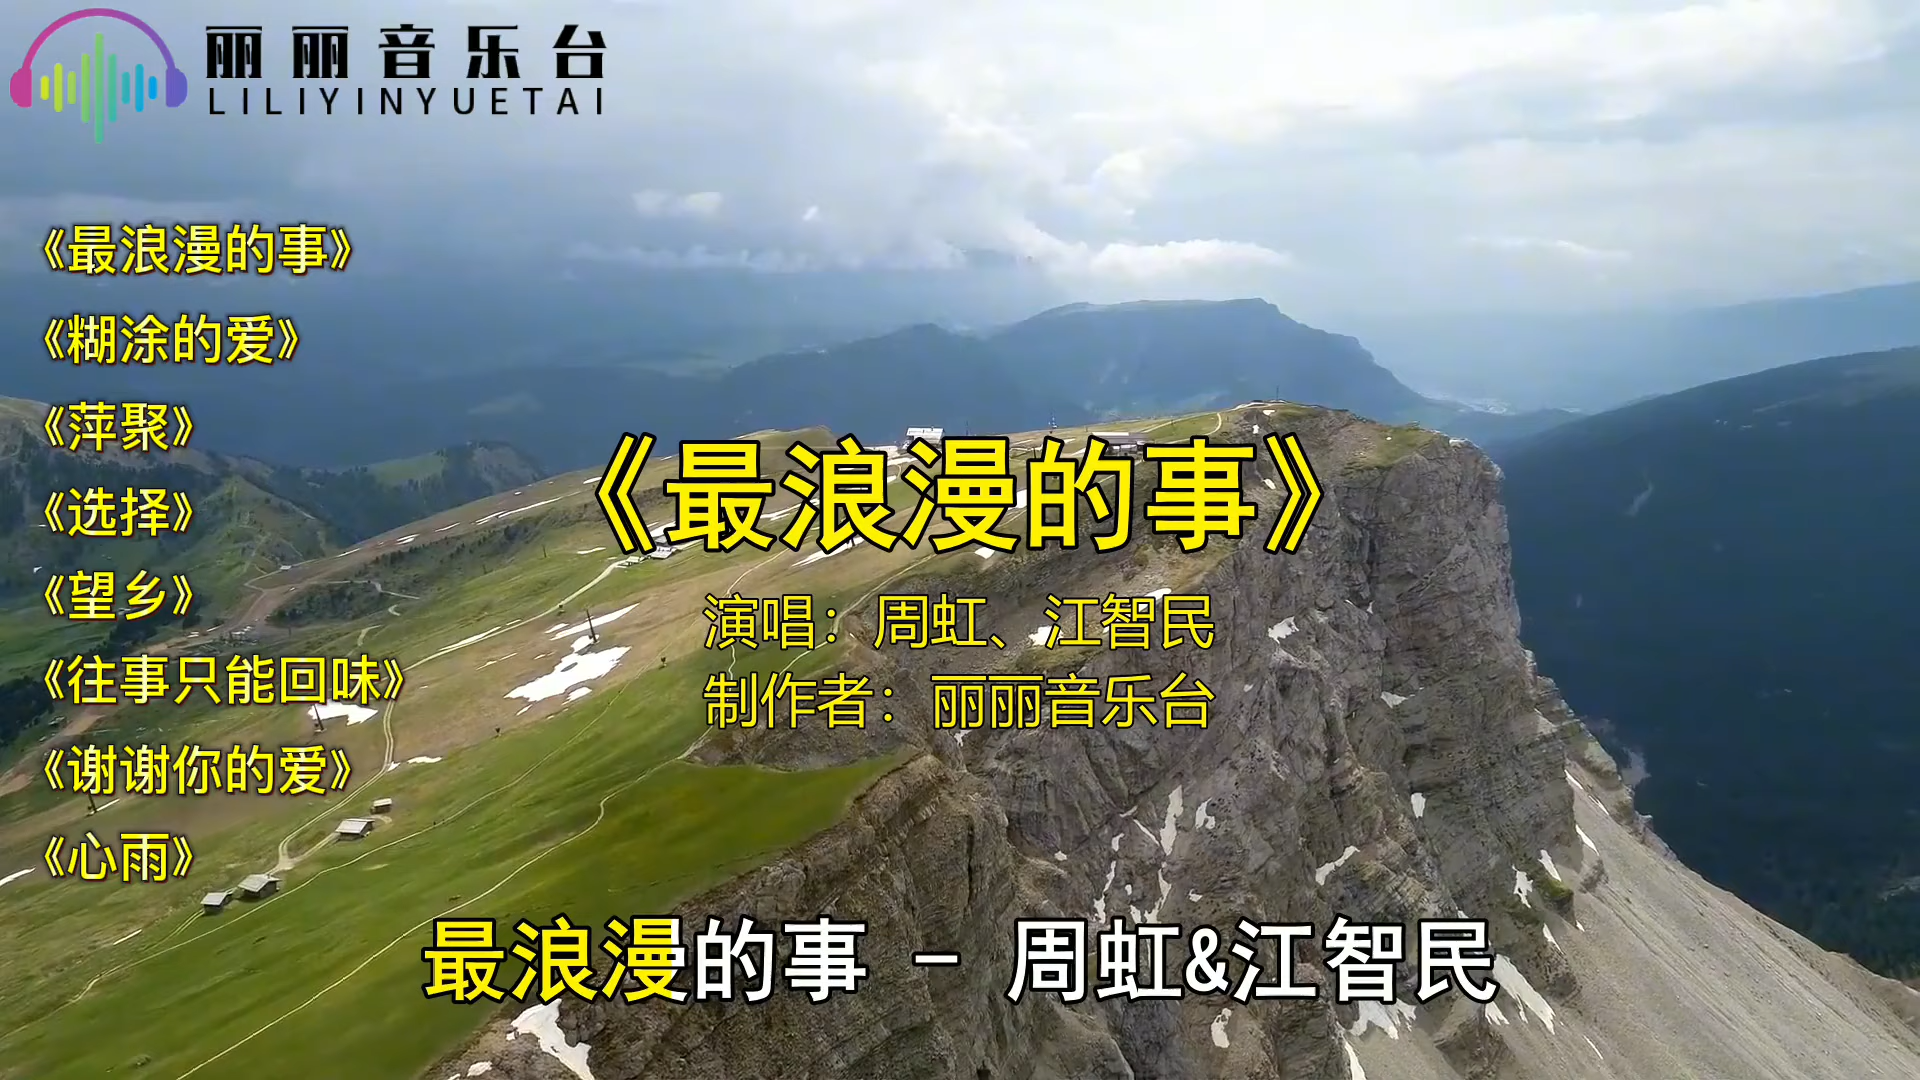 丽丽音乐台
LILIYINYUETAI
《最浪漫的事》
《糊涂的爱》
《萍聚》
《选择》
《望乡》
《往事只能回味》
《谢谢你的爱》
《心雨》
《最浪漫的事》
演唱：周虹、江智民
制作者：丽丽音乐台
最浪漫的事 - 周虹&江智民